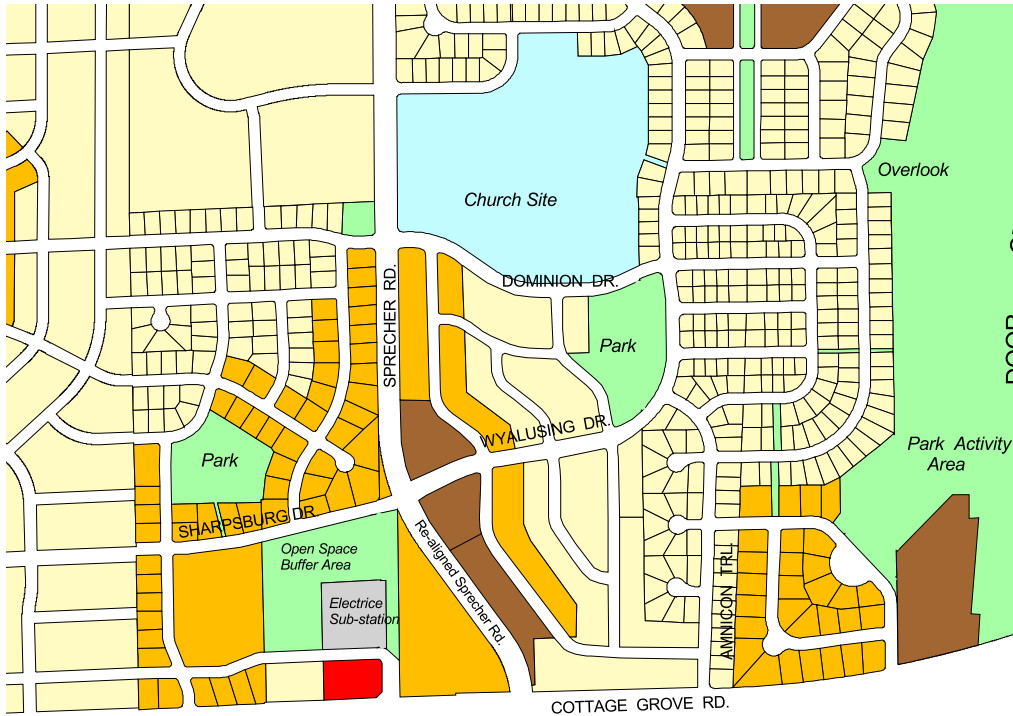 Church Site
Overlook
DOMINION DR.
SPRECHER RD.
Park
WYALUSING DR.
Park Activity
Area
Park
SHARPSBURG DR.
Open Space
Buffer Area
Re-aligned Sprecher Rd.
Electrice
Sub-station
AMNICON TRL.
COTTAGE GROVE RD.